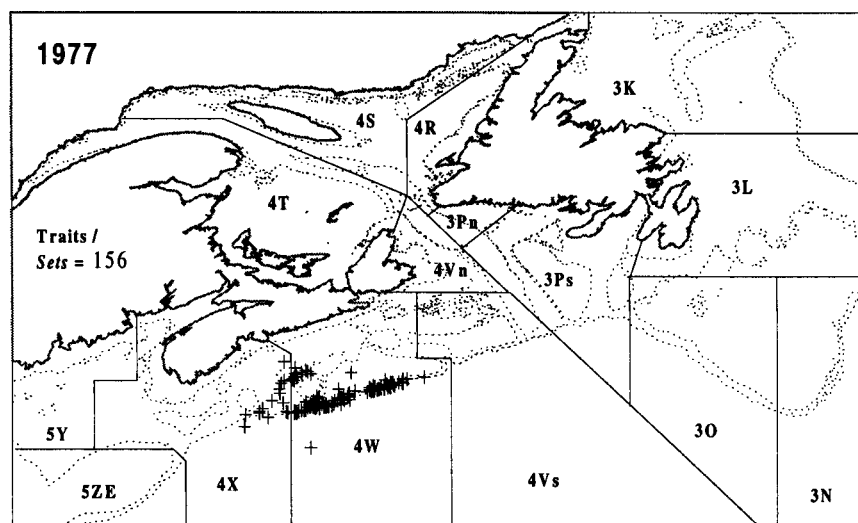 1977
3K
4S
4R
3L
4T
3Pn
Traits /
Sets = 156
4Vn
3Ps
5Y
4W
3O
5ZE
4X
4Vs
3N